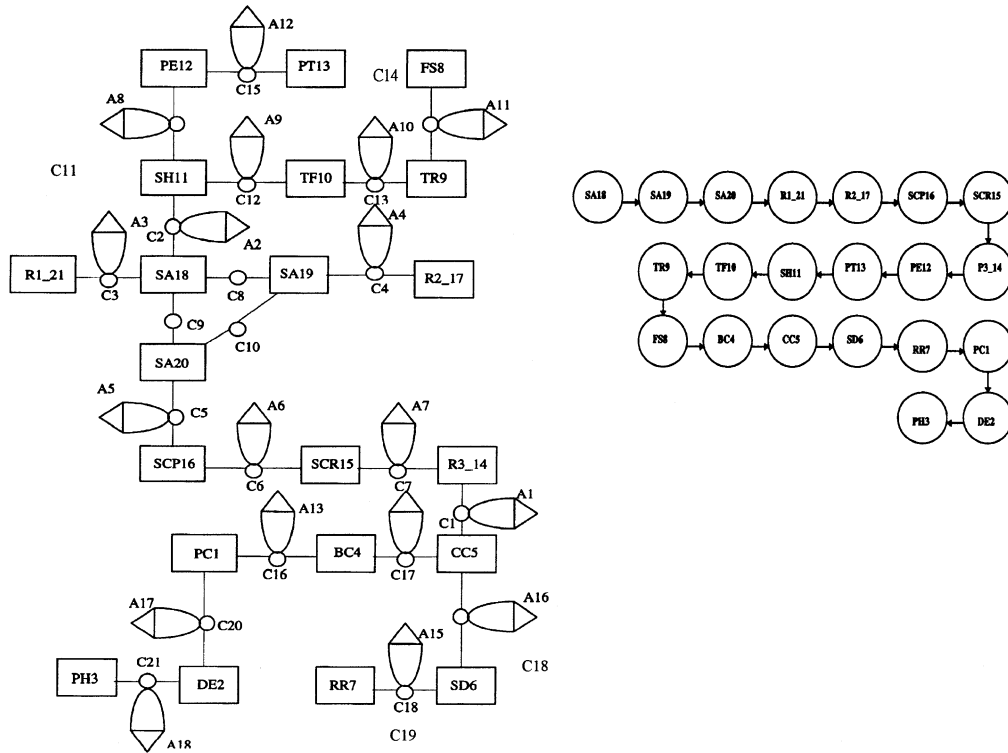 A12
PE12
PT13
C14
FS8
C15
A8
A9
A10
A11
C11
SH11
TF10
TR9
C12
C13
A3
C2
A2
A4
R1_21
SA18
SA19
R2_17
C3
C8
C4
C9
C10
SA20
A5
C5
A6
A7
SCP16
SCR15
R3_14
C6
C7
A13
C1
A1
PC1
BC4
CC5
C16
C17
A17
C20
A16
A15
C21
C18
PH3
DE2
RR7
SD6
C18
A18
C19
SA18
SA19
SA20
R1_21
R2_17
SCP16
SCR15
TR9
TF10
SH11
PT13
PE12
P3_14
FS8
BC4
CC5
SD6
RR7
PC1
PH3
DE2